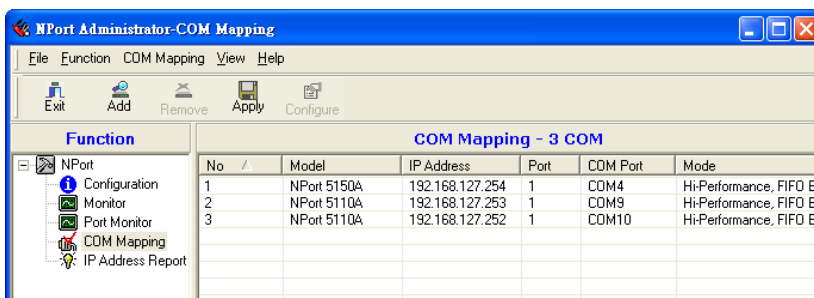 NPort Administrator-COM Mapping
File Function COM Mapping View Help
Exit Add Remove Apply Configure
Function
COM Mapping - 3 COM
NPort
Configuration
Monitor
Port Monitor
COM Mapping
IP Address Report
No Model IP Address Port COM Port Mode
1 NPort 5150A 192.168.127.254 1 COM4 Hi-Performance, FIFO E
2 NPort 5110A 192.168.127.253 1 COM9 Hi-Performance, FIFO E
3 NPort 5110A 192.168.127.252 1 COM10 Hi-Performance, FIFO E